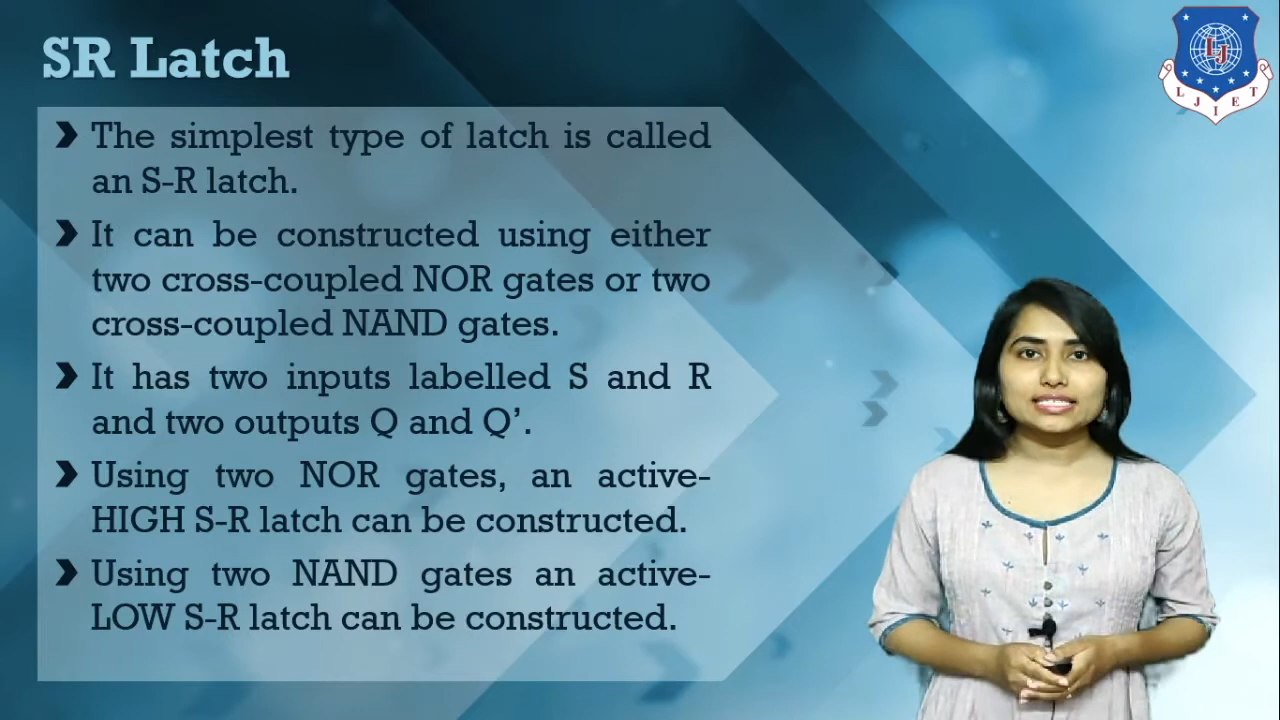 SR Latch
The simplest type of latch is called
an S-R latch.
It can be constructed using either
two cross-coupled NOR gates or two
cross-coupled NAND gates.
It has two inputs labelled S and R
and two outputs Q and Q’.
Using two NOR gates, an active-
HIGH S-R latch can be constructed.
Using two NAND gates an active-
LOW S-R latch can be constructed.
LJ
LJIET